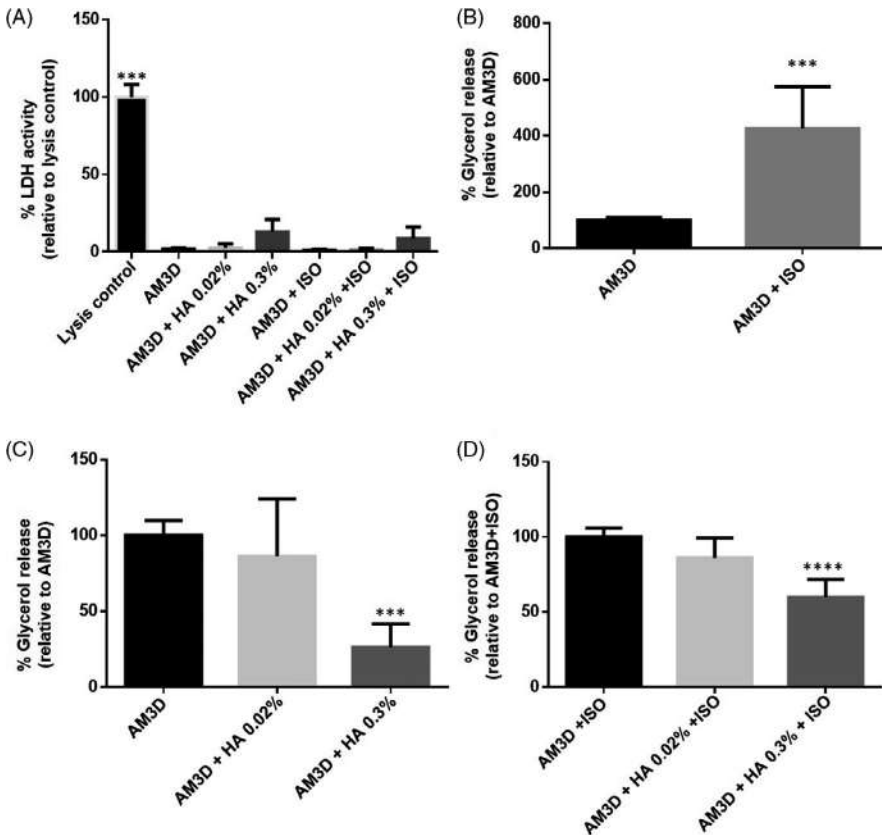 (A)
% LDH activity
(relative to lysis control)
150
100
50
0
***
Lysis control
AM3D
AM3D + HA 0.02%
AM3D + HA 0.3%
AM3D + ISO
AM3D + HA 0.02% +ISO
AM3D + HA 0.3% + ISO
(B)
% Glycerol release
(relative to AM3D)
800
600
400
200
0
***
AM3D
AM3D + ISO
(C)
% Glycerol release
(relative to AM3D)
150
100
50
0
***
AM3D
AM3D + HA 0.02%
AM3D + HA 0.3%
(D)
% Glycerol release
(relative to AM3D+ISO)
150
100
50
0
****
AM3D +ISO
AM3D + HA 0.02% +ISO
AM3D + HA 0.3% + ISO